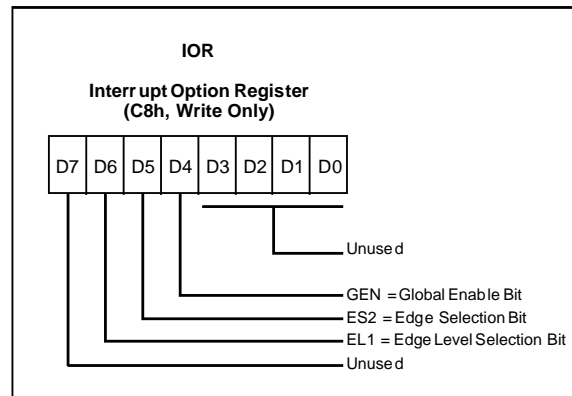 IOR
Interrupt Option Register
(C8h, Write Only)
D7 D6 D5 D4 D3 D2 D1 D0
Unused
GEN = Global Enable Bit
ES2 = Edge Selection Bit
EL1 = Edge Level Selection Bit
Unused